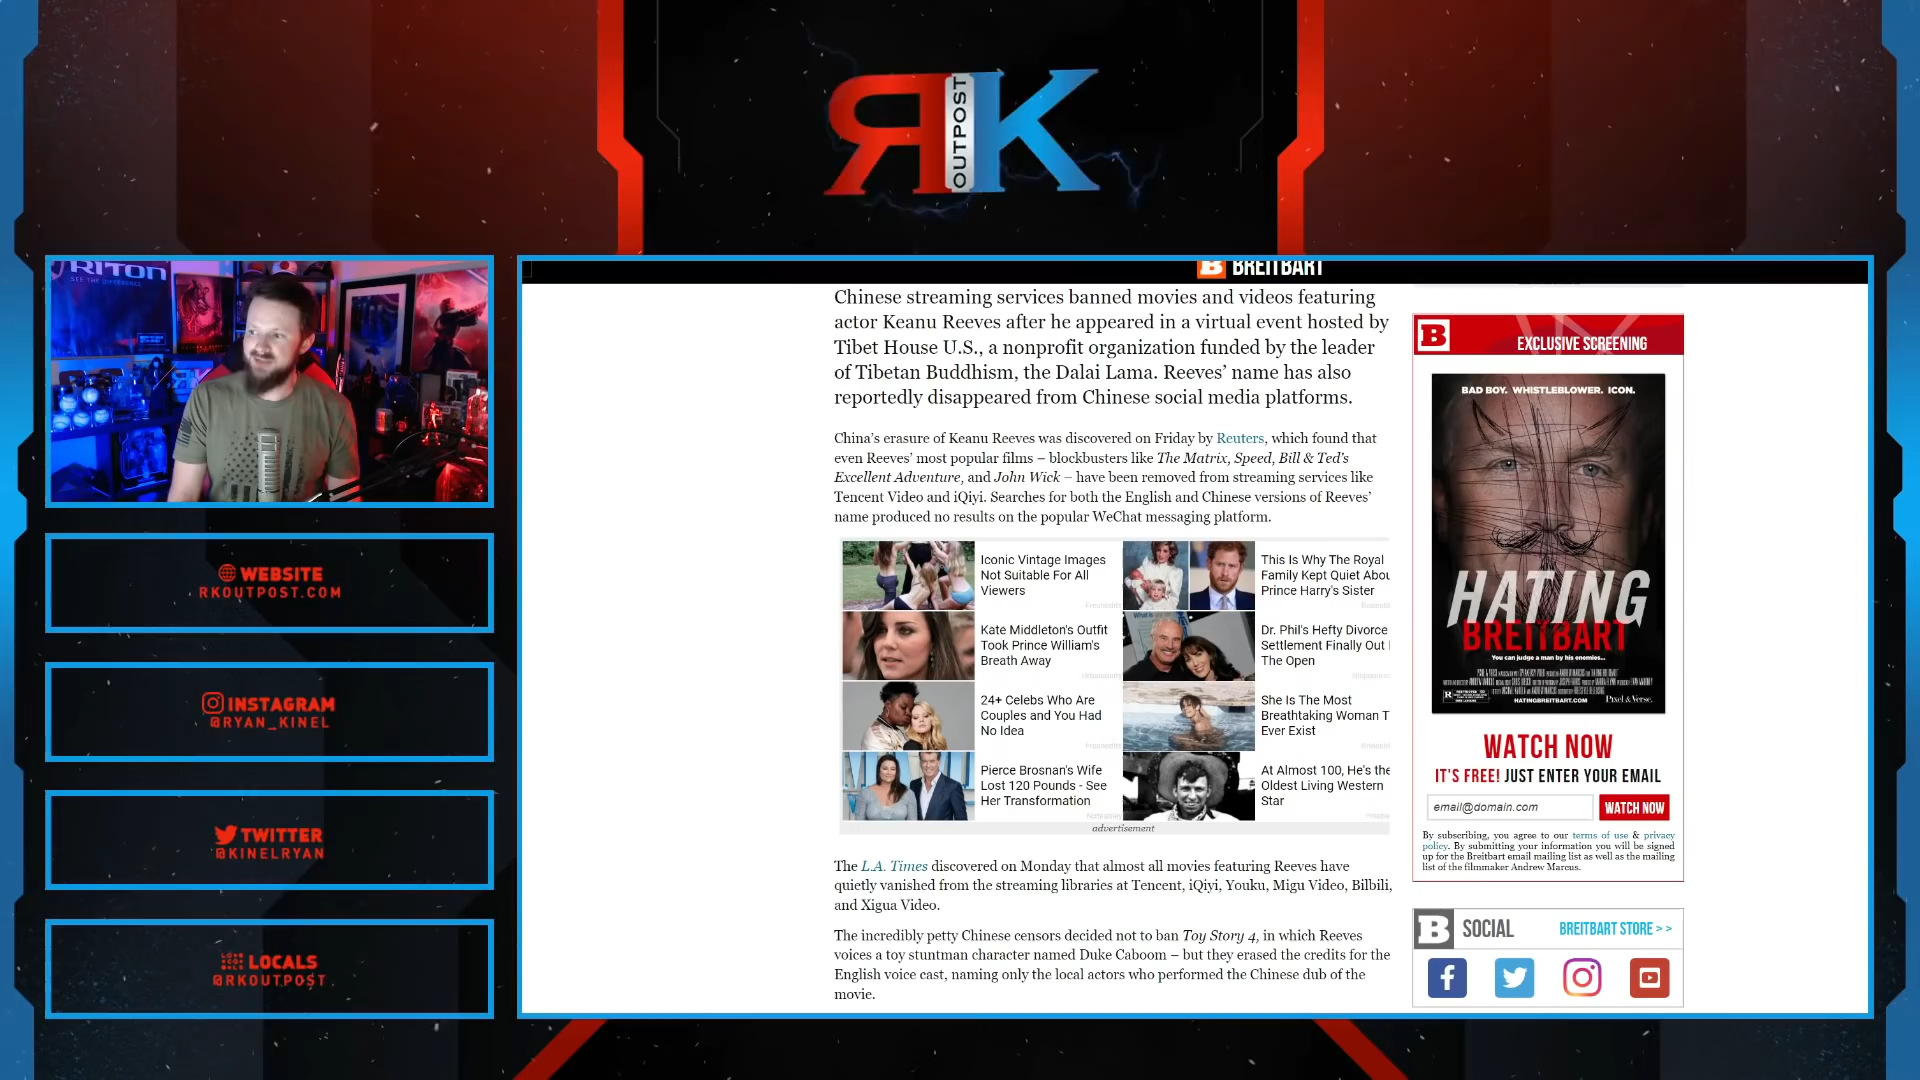 RK
OUTPOST
RITON
SEE THE DIFFERENCE
WEBSITE
RKOUTPOST.COM
INSTAGRAM
@RYAN_KINEL
TWITTER
@KINELRYAN
LOCALS
@RKOUTPOST
B BREITBART
Chinese streaming services banned movies and videos featuring
actor Keanu Reeves after he appeared in a virtual event hosted by
Tibet House U.S., a nonprofit organization funded by the leader
of Tibetan Buddhism, the Dalai Lama. Reeves’ name has also
reportedly disappeared from Chinese social media platforms.
China’s erasure of Keanu Reeves was discovered on Friday by Reuters, which found that
even Reeves’ most popular films – blockbusters like The Matrix, Speed, Bill & Ted’s
Excellent Adventure, and John Wick – have been removed from streaming services like
Tencent Video and iQiyi. Searches for both the English and Chinese versions of Reeves’
name produced no results on the popular WeChat messaging platform.
Iconic Vintage Images
Not Suitable For All
Viewers
This Is Why The Royal
Family Kept Quiet Abou
Prince Harry's Sister
Kate Middleton's Outfit
Took Prince William's
Breath Away
Dr. Phil's Hefty Divorce
Settlement Finally Out I
The Open
24+ Celebs Who Are
Couples and You Had
No Idea
She Is The Most
Breathtaking Woman T
Ever Exist
Pierce Brosnan's Wife
Lost 120 Pounds - See
Her Transformation
At Almost 100, He's the
Oldest Living Western
Star
advertisement
The L.A. Times discovered on Monday that almost all movies featuring Reeves have
quietly vanished from the streaming libraries at Tencent, iQiyi, Youku, Migu Video, Bilbili,
and Xigua Video.
The incredibly petty Chinese censors decided not to ban Toy Story 4, in which Reeves
voices a toy stuntman character named Duke Caboom – but they erased the credits for the
English voice cast, naming only the local actors who performed the Chinese dub of the
movie.
B EXCLUSIVE SCREENING
BAD BOY. WHISTLEBLOWER. ICON.
HATING
BREITBART
You can judge a man by his enemies...
HATINGBREITBART.COM
Pixel & Verse.
WATCH NOW
IT'S FREE! JUST ENTER YOUR EMAIL
email@domain.com
WATCH NOW
By subscribing, you agree to our terms of use & privacy
policy. By submitting your information you will be signed
up for the Breitbart email mailing list as well as the mailing
list of the filmmaker Andrew Marcus.
B SOCIAL
BREITBART STORE > >